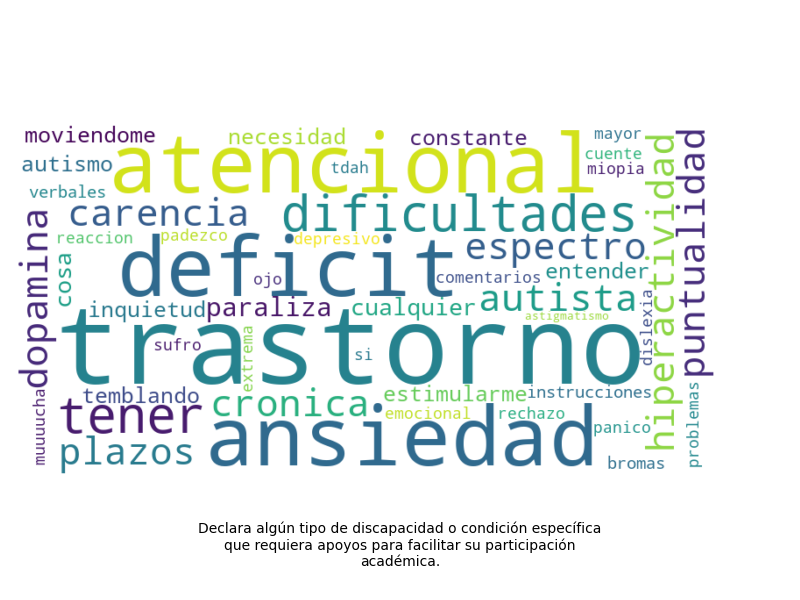 moviendome necesidad constante mayor
atencional
cuente
autismo tdah miopia
verbales
carencia dificultades
reaccion padezco depresivo espectro
deficit
cosa ojo comentarios entender
dopamina
inquietud paraliza cualquier autista
astigmatismo
trastorno
sufro si
extrema
dislexia
hiperactividad
puntualidad
temblando cronica estimularme instrucciones
tener emocional rechazo
muuuucha
ansiedad panico
problemas
plazos bromas
Declara algún tipo de discapacidad o condición específica
que requiera apoyos para facilitar su participación
académica.